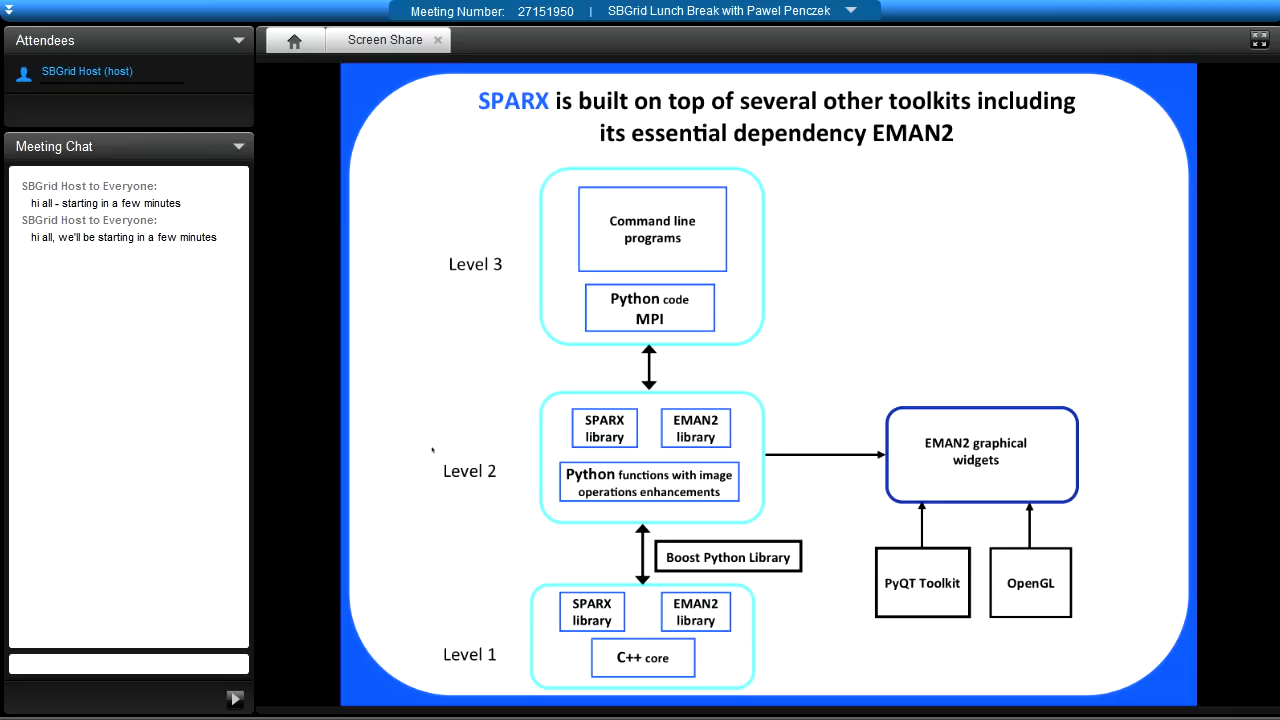 Meeting Number: 27151950 | SBGrid Lunch Break with Pawel Penczek
Attendees
SBGrid Host (host)
Meeting Chat
SBGrid Host to Everyone:
hi all - starting in a few minutes
SBGrid Host to Everyone:
hi all, we'll be starting in a few minutes
Screen Share
SPARX is built on top of several other toolkits including
its essential dependency EMAN2
Level 3
Command line
programs
Python code
MPI
Level 2
SPARX
library
EMAN2
library
Python functions with image
operations enhancements
EMAN2 graphical
widgets
Boost Python Library
PyQT Toolkit
OpenGL
Level 1
SPARX
library
EMAN2
library
C++ core